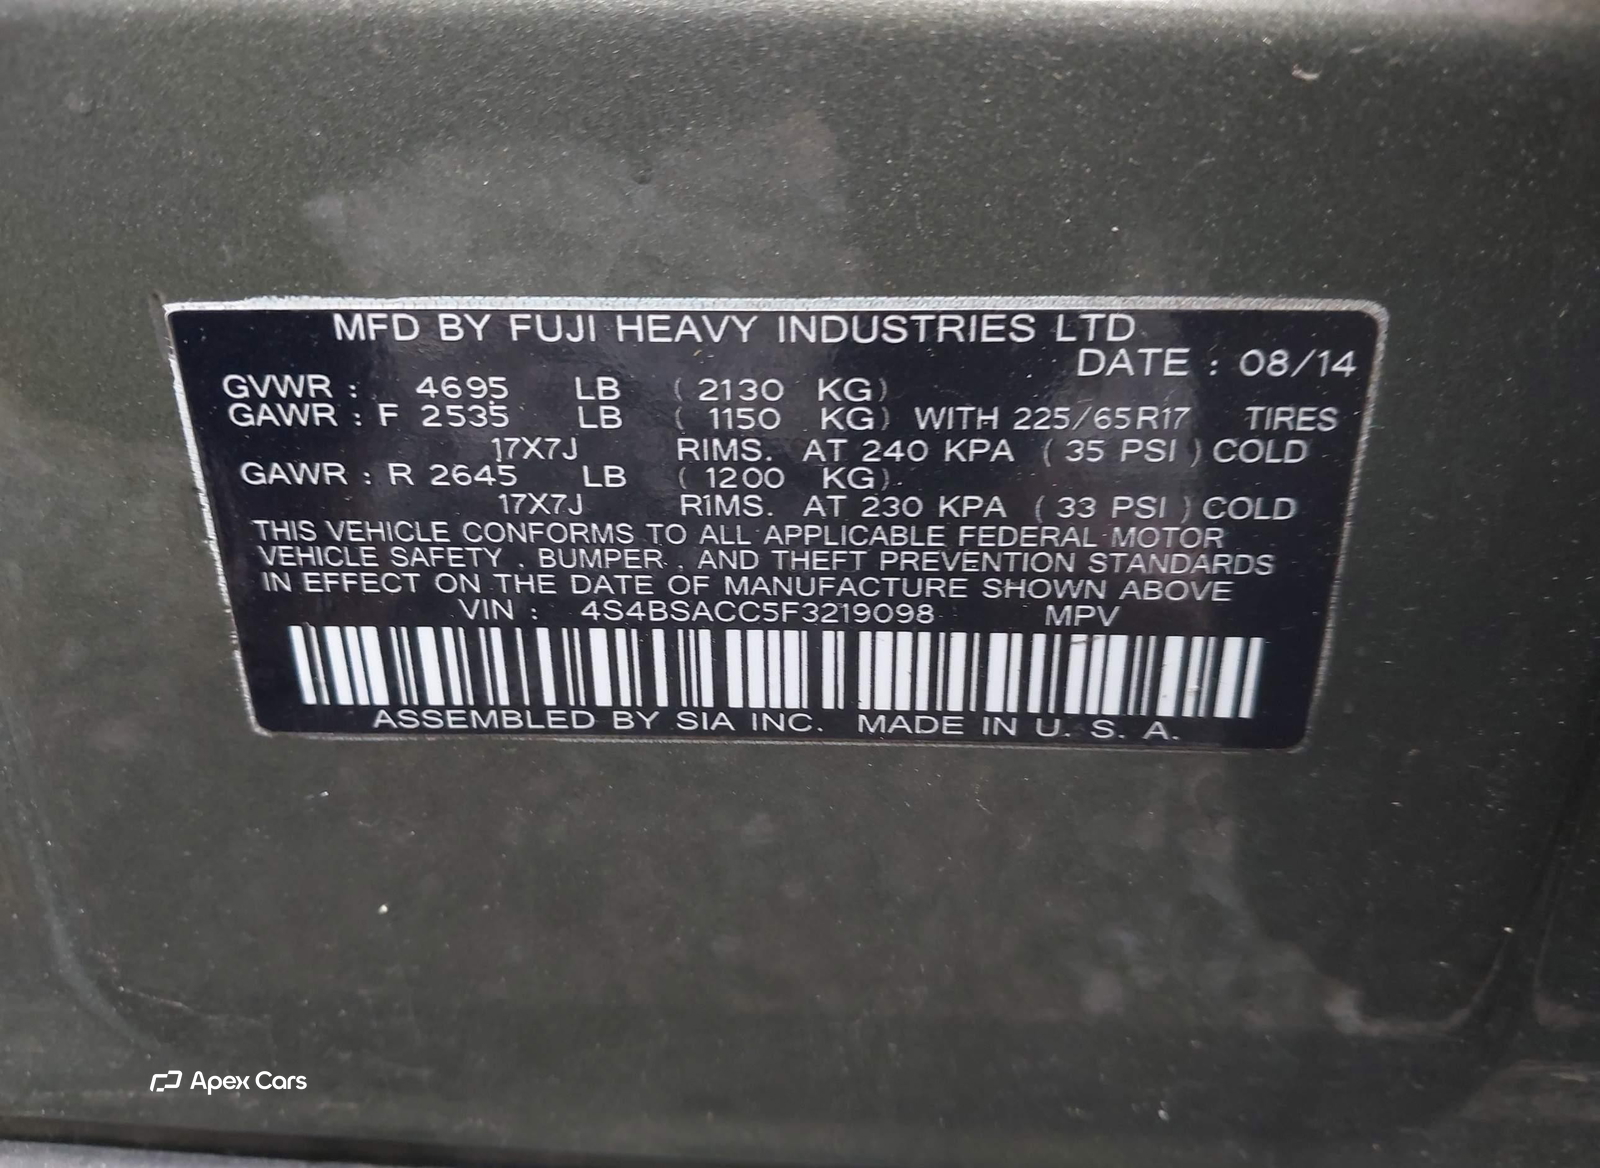 MFD BY FUJI HEAVY INDUSTRIES LTD
DATE : 08/14
GVWR : 4695 LB ( 2130 KG)
GAWR : F 2535 LB ( 1150 KG) WITH 225/65R17 TIRES
17X7J RIMS. AT 240 KPA ( 35 PSI ) COLD
GAWR : R 2645 LB ( 1200 KG)
17X7J RIMS. AT 230 KPA ( 33 PSI ) COLD
THIS VEHICLE CONFORMS TO ALL APPLICABLE FEDERAL MOTOR
VEHICLE SAFETY , BUMPER , AND THEFT PREVENTION STANDARDS
IN EFFECT ON THE DATE OF MANUFACTURE SHOWN ABOVE
VIN : 4S4BSACC5F3219098 MPV
ASSEMBLED BY SIA INC. MADE IN U. S. A.
Apex Cars